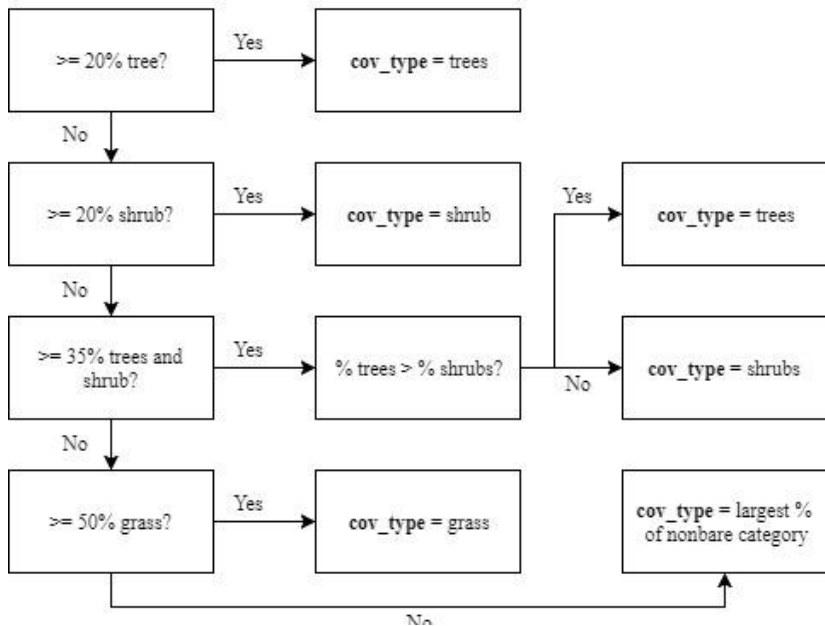 >= 20% tree?
Yes
cov_type = trees
No
>= 20% shrub?
Yes
cov_type = shrub
Yes
cov_type = trees
No
>= 35% trees and
shrub?
Yes
% trees > % shrubs?
No
cov_type = shrubs
No
>= 50% grass?
Yes
cov_type = grass
cov_type = largest %
of nonbare category
No